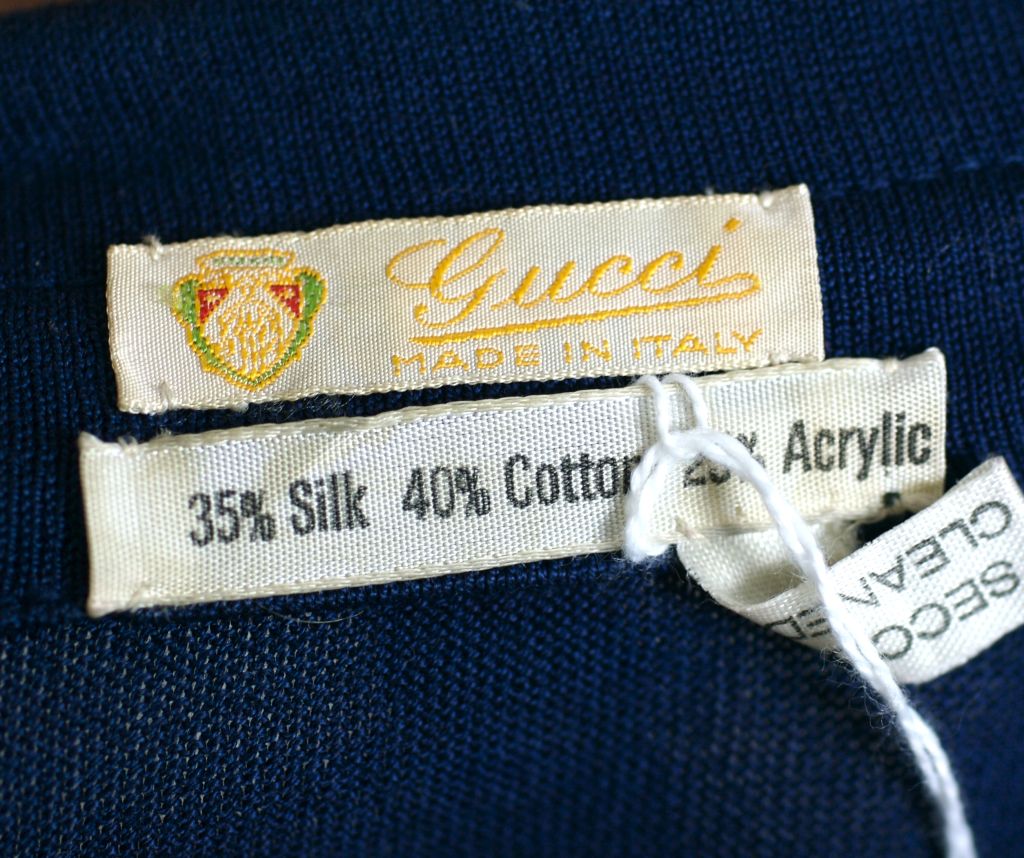 Gucci
MADE IN ITALY
35% Silk 40% Cotton Acrylic
SECCO
CLEAN